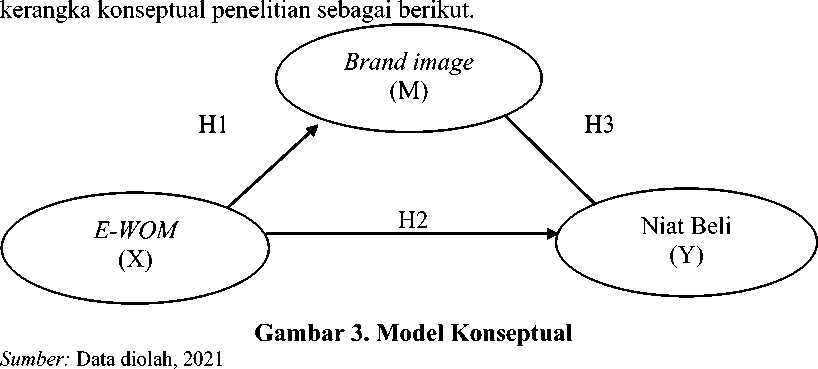 kerangka konseptual penelitian sebagai berikut.
Brand image
(M)
H1
H3
E-WOM
(X)
H2
Niat Beli
(Y)
Gambar 3. Model Konseptual
Sumber: Data diolah, 2021